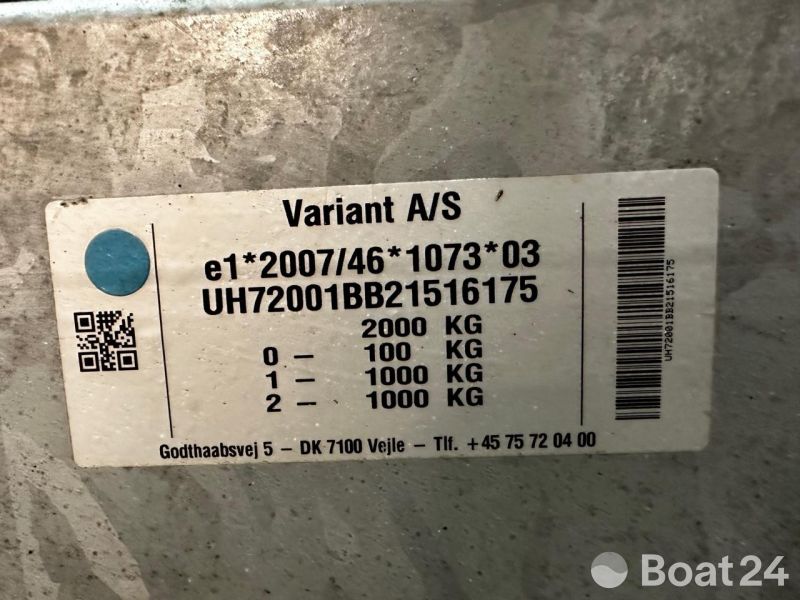 Variant A/S
e1*2007/46*1073*03
UH72001BB21516175
2000 KG
0 – 100 KG
1 – 1000 KG
2 – 1000 KG
Godthaabsvej 5 – DK 7100 Vejle – Tlf. +45 75 72 04 00
UH72001BB21516175
Boat24